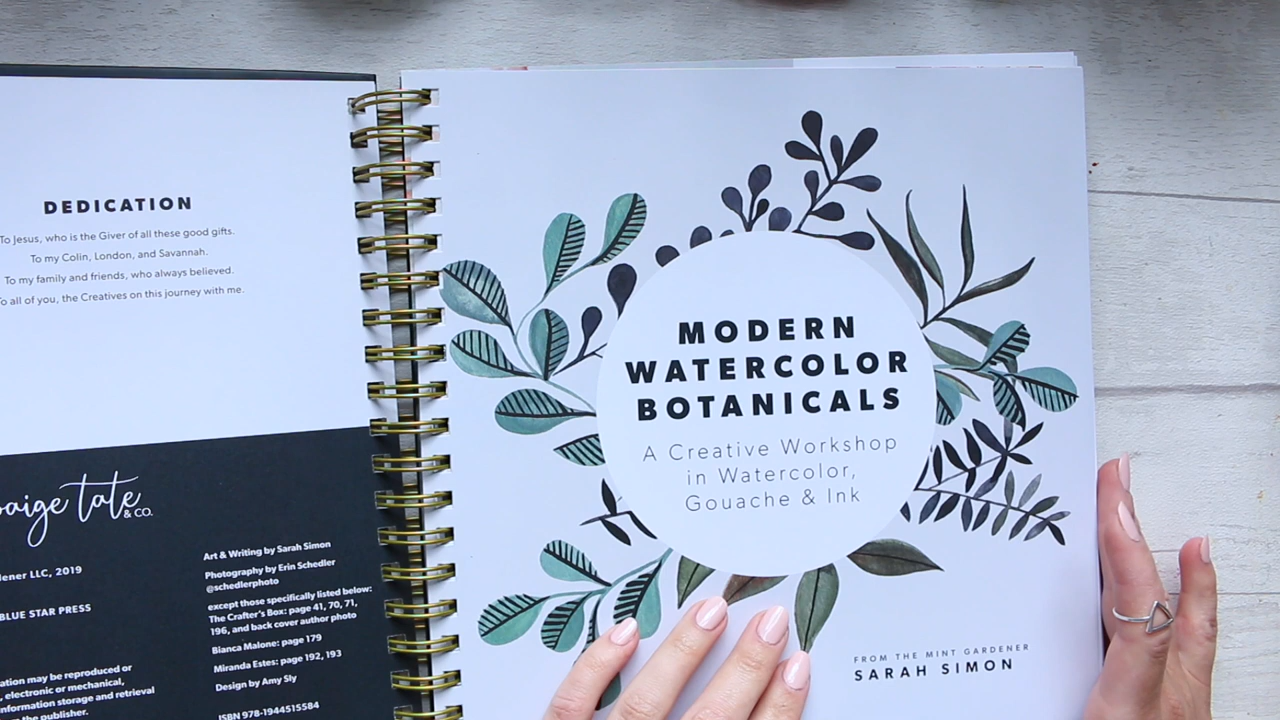 DEDICATION
To Jesus, who is the Giver of all these good gifts.
To my Colin, London, and Savannah.
To my family and friends, who always believed.
To all of you, the Creatives on this journey with me.
paige tate
& CO.
LLC, 2019
BLUE STAR PRESS
may be reproduced or
, electronic or mechanical,
information storage and retrieval
the publisher.
Art & Writing by Sarah Simon
Photography by Erin Schedler
@schedlerphoto
except those specifically listed below:
The Crafter's Box: page 41, 70, 71,
196, and back cover author photo
Bianca Malone: page 179
Miranda Estes: page 192, 193
Design by Amy Sly
ISBN 978-1944515584
MODERN
WATERCOLOR
BOTANICALS
A Creative Workshop
in Watercolor,
Gouache & Ink
FROM THE MINT GARDENER
SARAH SIMON